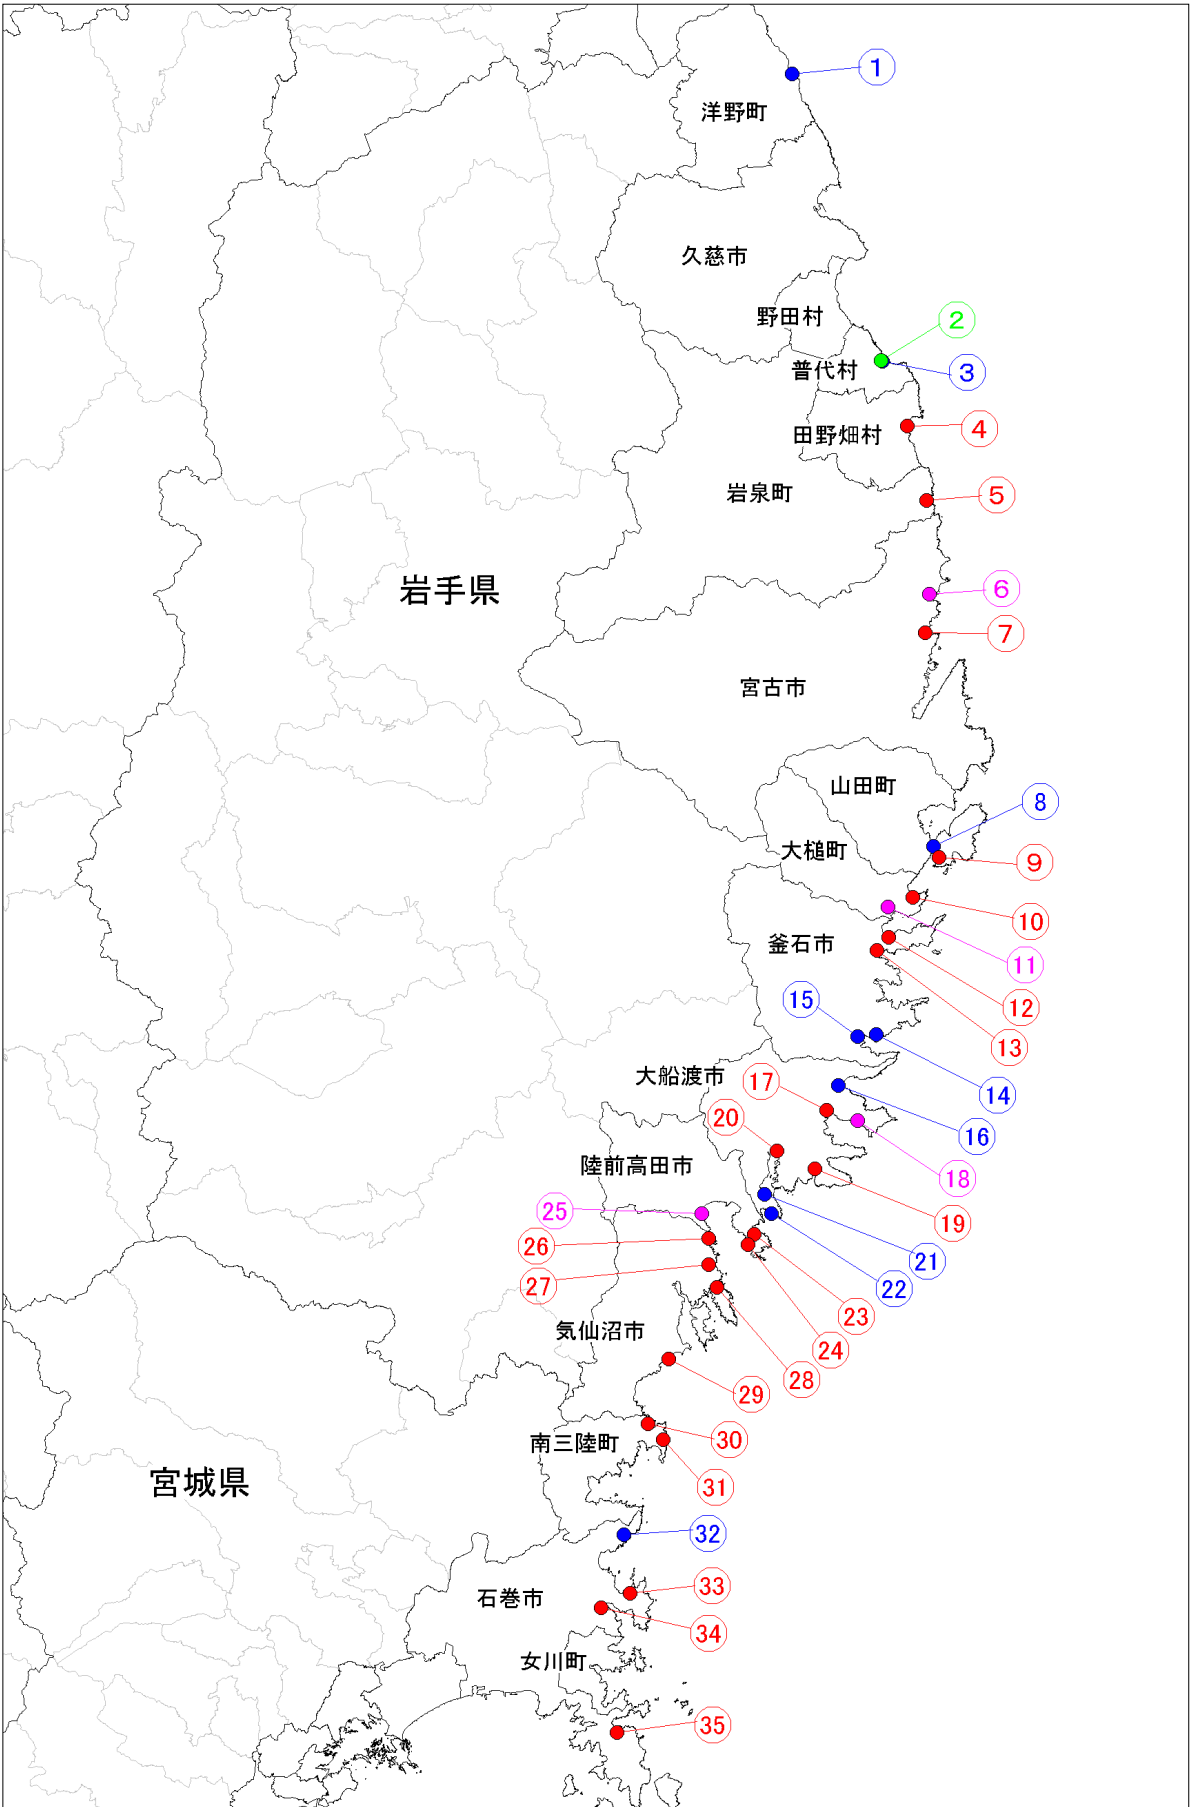 ①
洋野町
久慈市
野田村
②
普代村
③
田野畑村
④
岩泉町
⑤
岩手県
⑥
⑦
宮古市
山田町
⑧
大槌町
⑨
⑩
釜石市
⑪
⑮
⑫
⑬
大船渡市
⑰
⑭
⑳
⑯
陸前高田市
⑱
㉕
⑲
㉖
㉑
㉗
㉒
㉓
気仙沼市
㉔
㉘
㉙
南三陸町
㉚
宮城県
㉛
㉜
石巻市
㉝
㉞
女川町
㉟